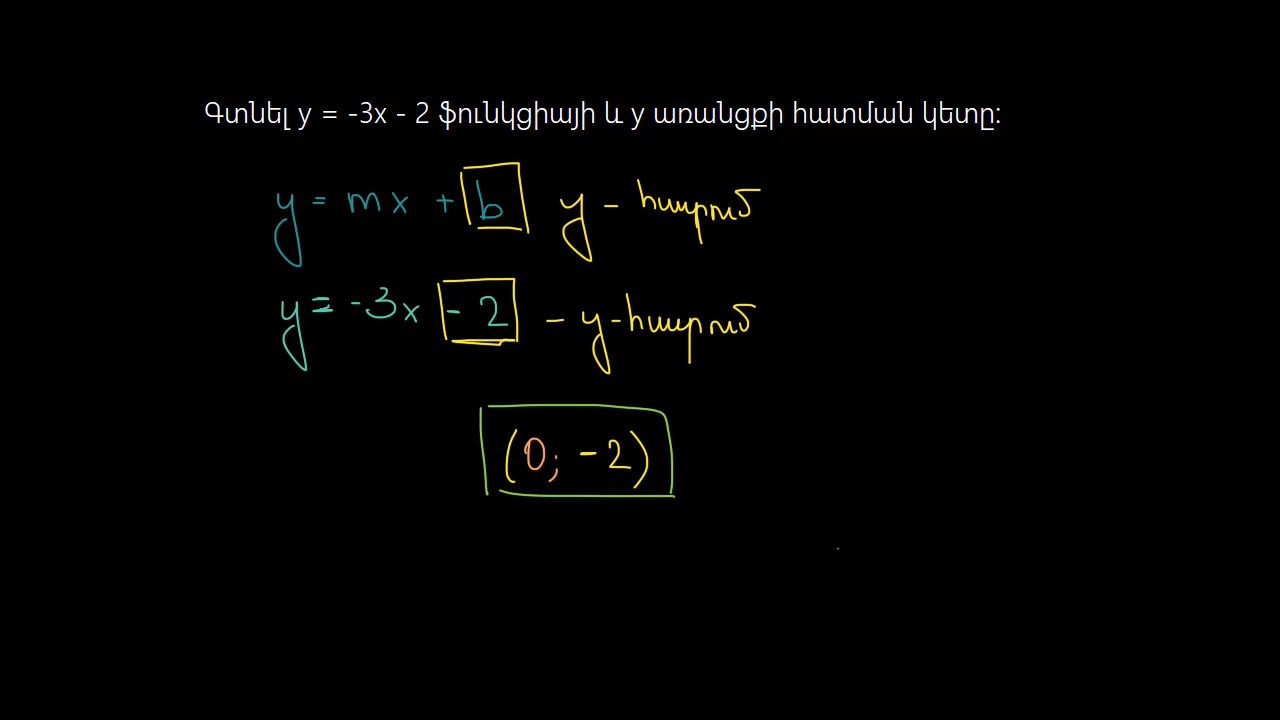 Գտնել y = -3x - 2 ֆունկցիայի և y առանցքի հատման կետը:
y = mx + b y - հատում
y = -3x - 2 - y-հատում
(0; -2)